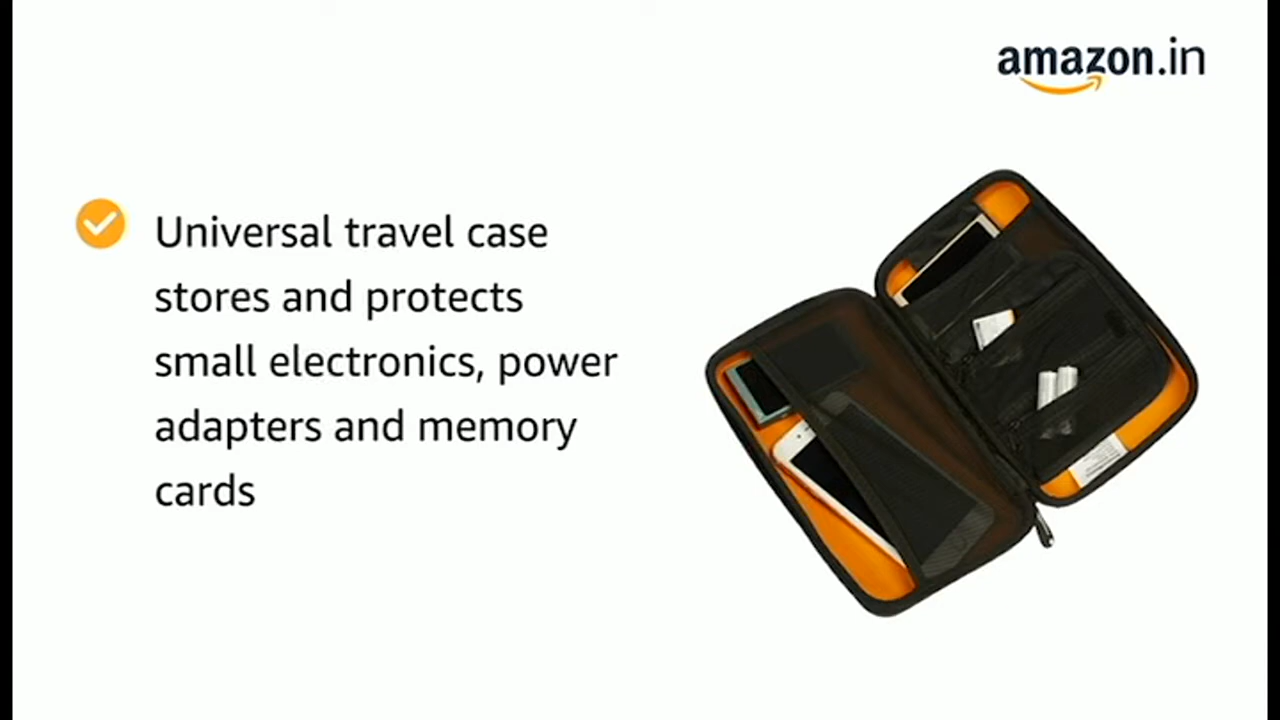 amazon.in
Universal travel case
stores and protects
small electronics, power
adapters and memory
cards